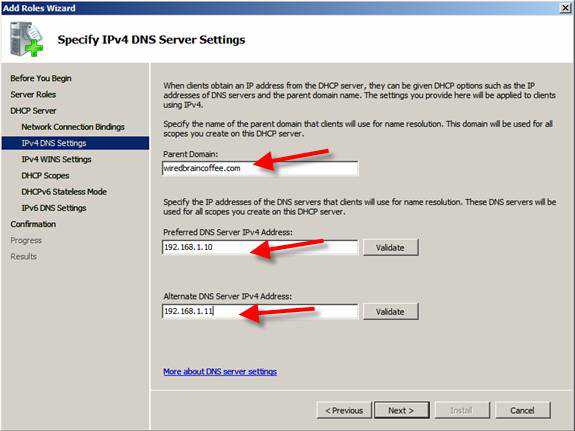 Add Roles Wizard
Specify IPv4 DNS Server Settings
Before You Begin
Server Roles
DHCP Server
Network Connection Bindings
IPv4 DNS Settings
IPv4 WINS Settings
DHCP Scopes
DHCPv6 Stateless Mode
IPv6 DNS Settings
Confirmation
Progress
Results
When clients obtain an IP address from the DHCP server, they can be given DHCP options such as the IP
addresses of DNS servers and the parent domain name. The settings you provide here will be applied to clients
using IPv4.
Specify the name of the parent domain that clients will use for name resolution. This domain will be used for all
scopes you create on this DHCP server.
Parent Domain:
wiredbraincoffee.com
Specify the IP addresses of the DNS servers that clients will use for name resolution. These DNS servers will be
used for all scopes you create on this DHCP server.
Preferred DNS Server IPv4 Address:
192.168.1.10
Validate
Alternate DNS Server IPv4 Address:
192.168.1.11
Validate
More about DNS server settings
< Previous
Next >
Install
Cancel